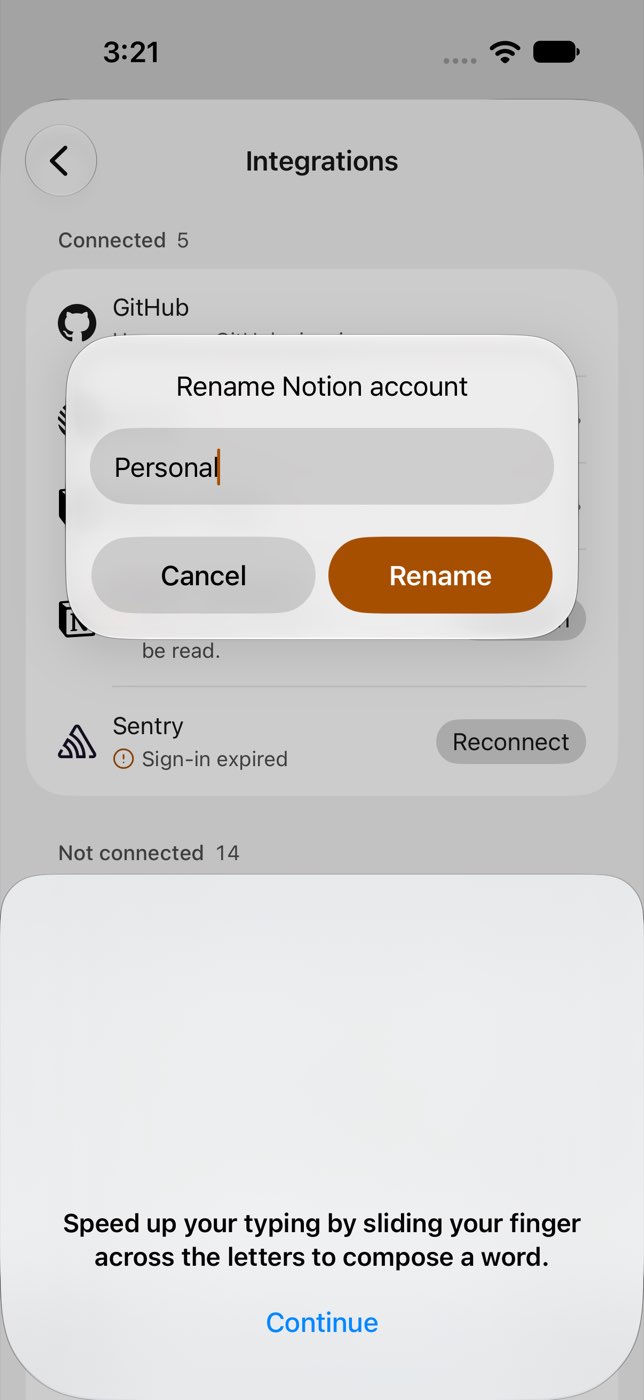 3:21
Integrations
Connected 5
GitHub
Rename Notion account
Personal
Cancel
Rename
be read.
Sentry
Sign-in expired
Reconnect
Not connected 14
Speed up your typing by sliding your finger
across the letters to compose a word.
Continue